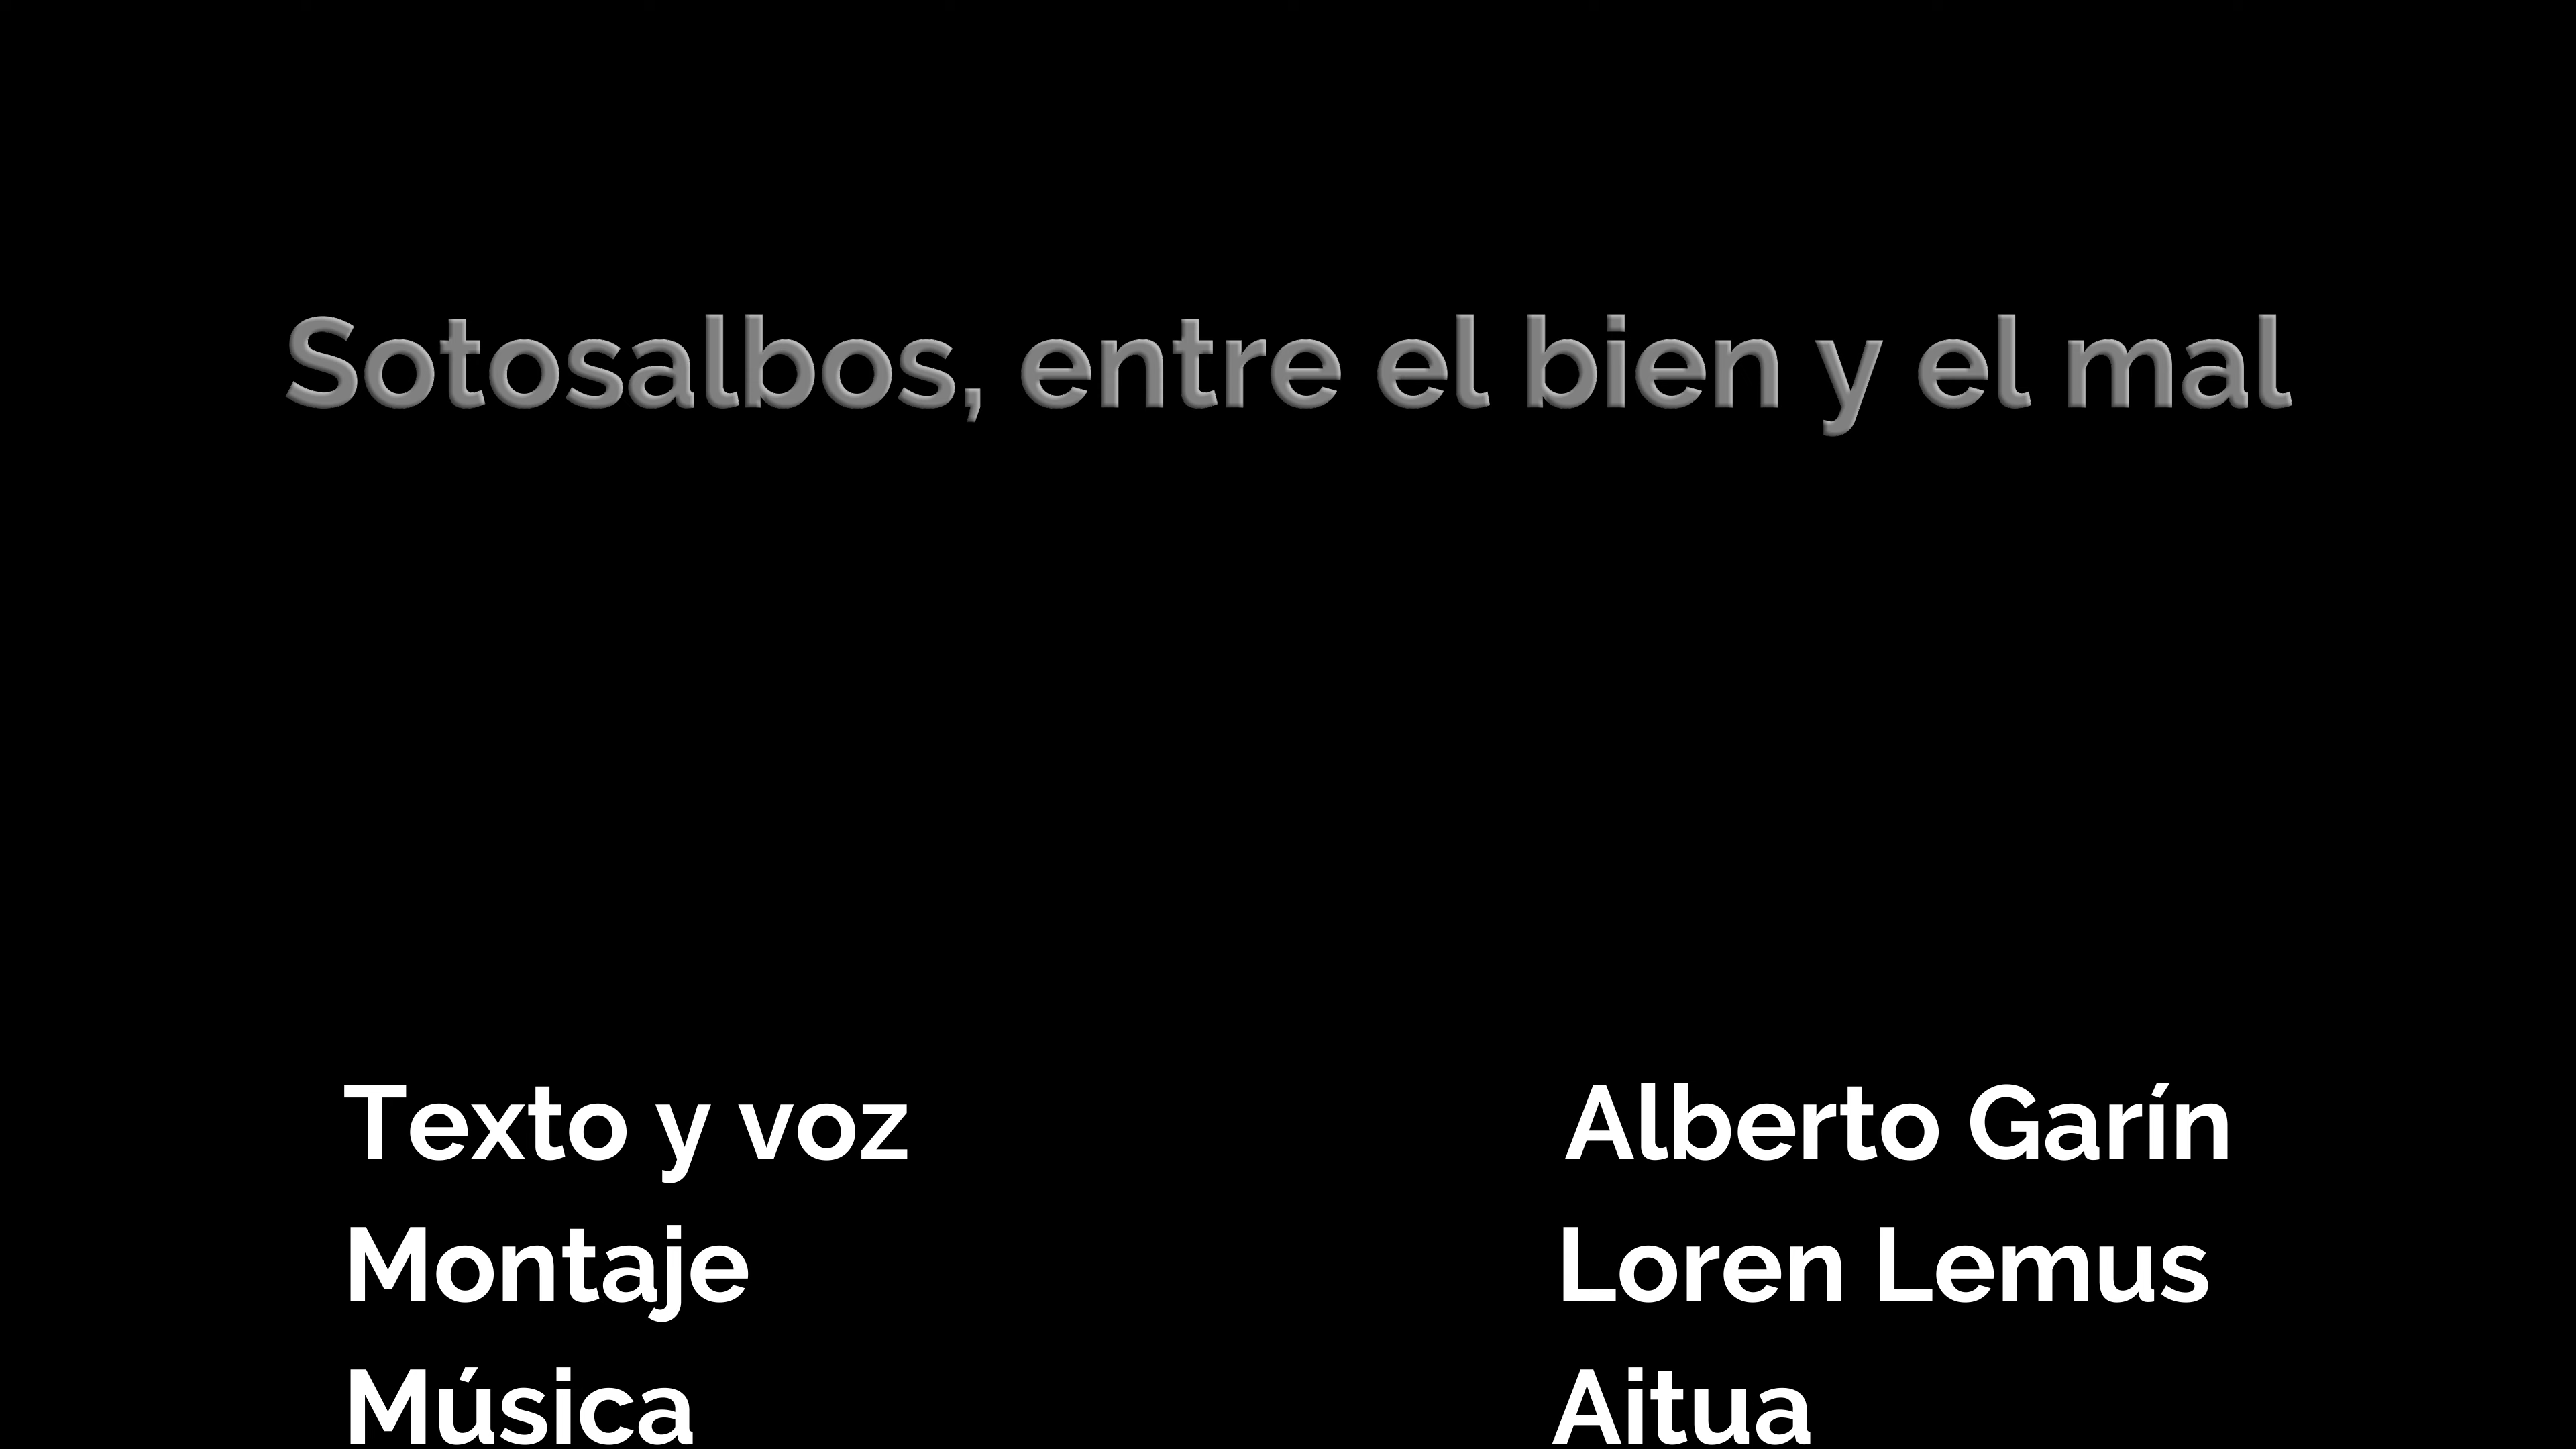 Sotosalbos, entre el bien y el mal
Texto y voz Alberto Garín
Montaje Loren Lemus
Música Aitua